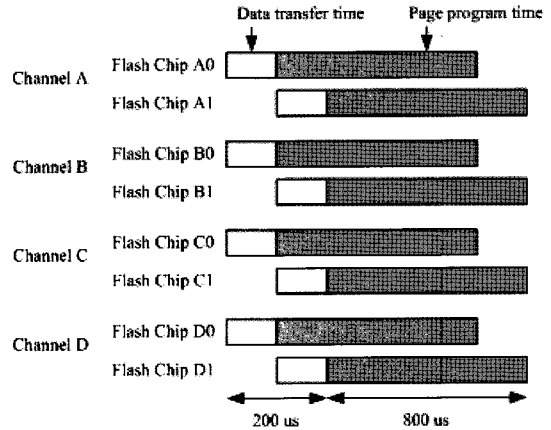 Data transfer time Page program time
Flash Chip A0
Channel A
Flash Chip A1
Flash Chip B0
Channel B
Flash Chip B1
Flash Chip C0
Channel C
Flash Chip C1
Flash Chip D0
Channel D
Flash Chip D1
200 us 800 us